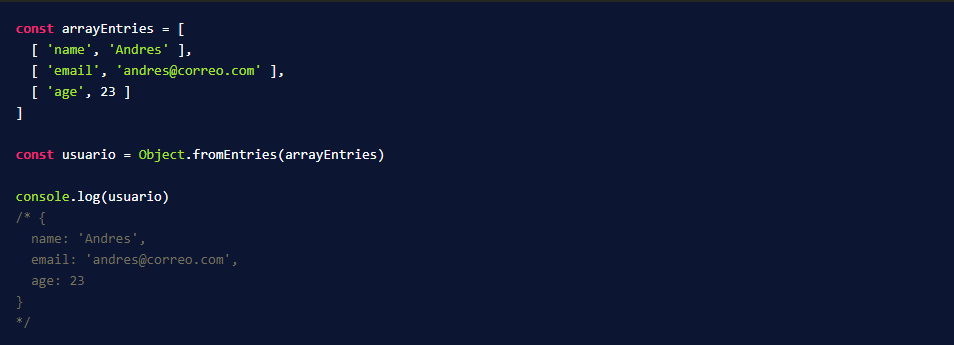 const arrayEntries = [
  [ 'name', 'Andres' ],
  [ 'email', 'andres@correo.com' ],
  [ 'age', 23 ]
]
const usuario = Object.fromEntries(arrayEntries)
console.log(usuario)
/* {
  name: 'Andres',
  email: 'andres@correo.com',
  age: 23
}
*/